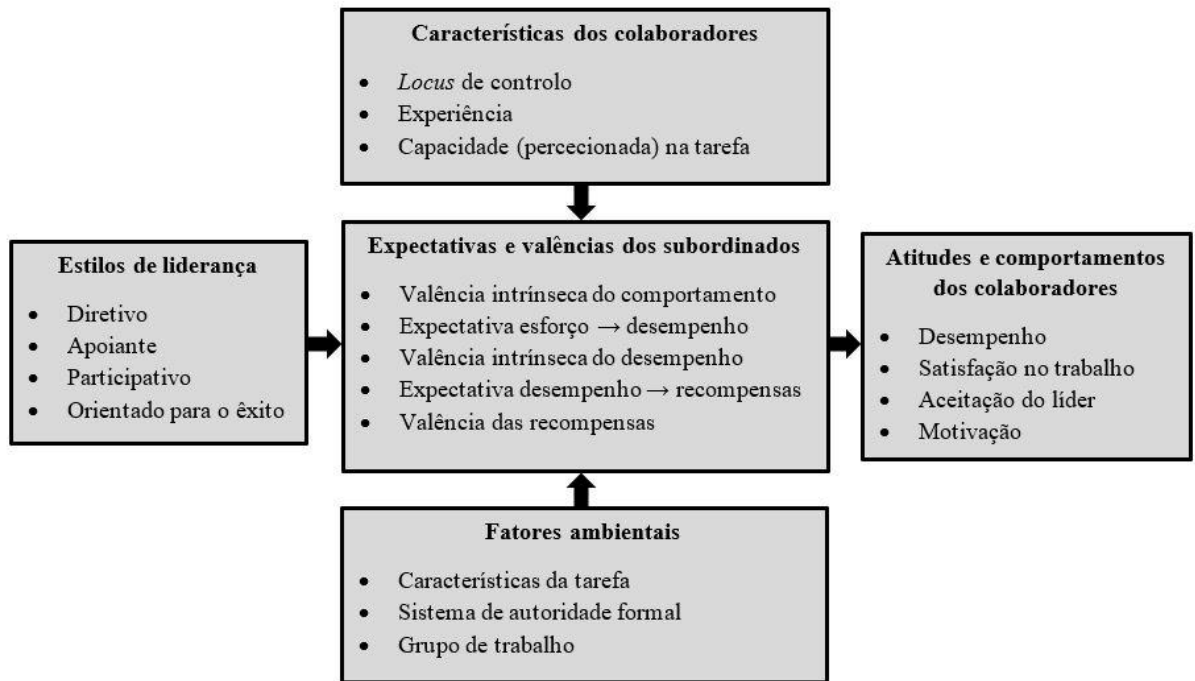 Características dos colaboradores
• Locus de controlo
• Experiência
• Capacidade (percecionada) na tarefa
Estilos de liderança
• Diretivo
• Apoiante
• Participativo
• Orientado para o êxito
Expectativas e valências dos subordinados
• Valência intrínseca do comportamento
• Expectativa esforço → desempenho
• Valência intrínseca do desempenho
• Expectativa desempenho → recompensas
• Valência das recompensas
Atitudes e comportamentos
dos colaboradores
• Desempenho
• Satisfação no trabalho
• Aceitação do líder
• Motivação
Fatores ambientais
• Características da tarefa
• Sistema de autoridade formal
• Grupo de trabalho